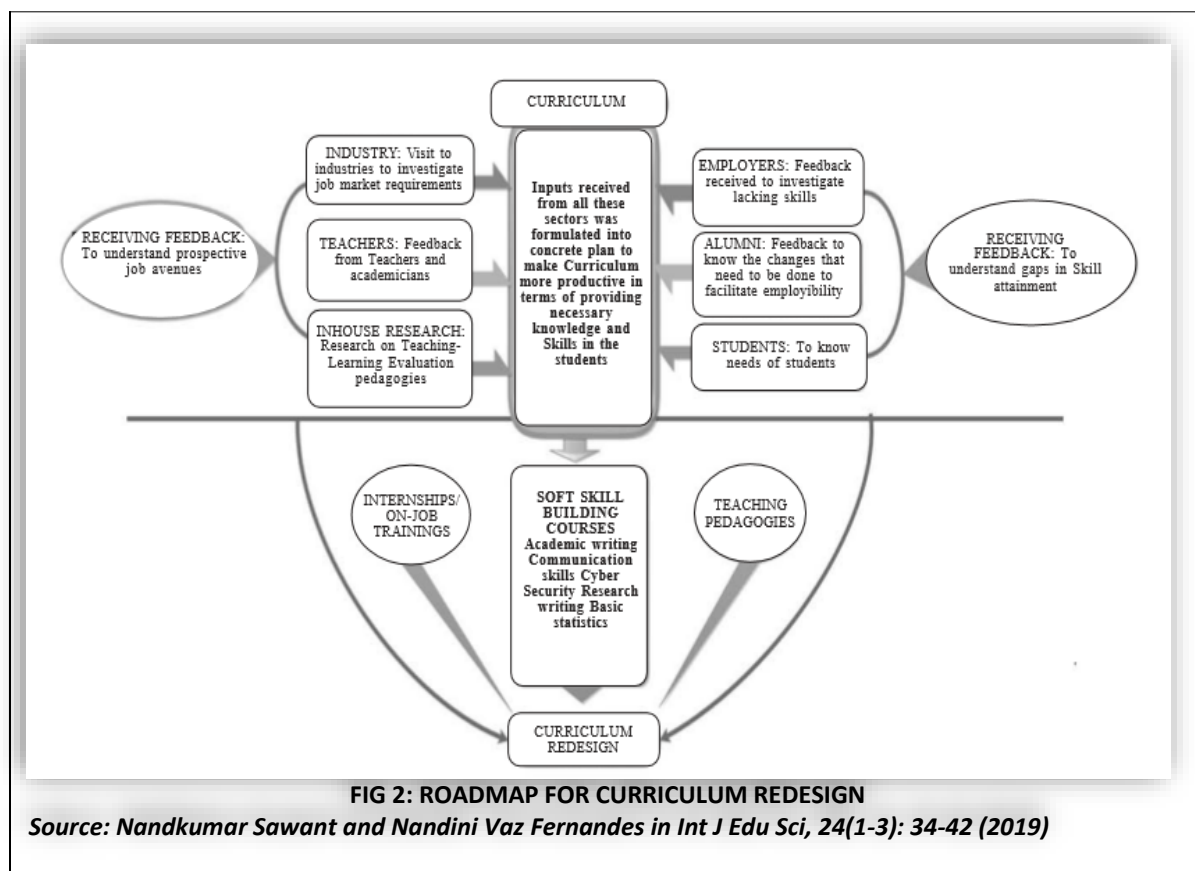 CURRICULUM
INDUSTRY: Visit to
industries to investigate
job market requirements
TEACHERS: Feedback
from Teachers and
academicians
INHOUSE RESEARCH:
Research on Teaching-
Learning Evaluation
pedagogies
RECEIVING FEEDBACK:
To understand prospective
job avenues
Inputs received
from all these
sectors was
formulated into
concrete plan to
make Curriculum
more productive in
terms of providing
necessary
knowledge and
Skills in the
students
EMPLOYERS: Feedback
received to investigate
lacking skills
ALUMNI: Feedback to
know the changes that
need to be done to
facilitate employibility
STUDENTS: To know
needs of students
RECEIVING
FEEDBACK: To
understand gaps in Skill
attainment
INTERNSHIPS/
ON-JOB
TRAININGS
SOFT SKILL
BUILDING
COURSES
Academic writing
Communication
skills Cyber
Security Research
writing Basic
statistics
TEACHING
PEDAGOGIES
CURRICULUM
REDESIGN
FIG 2: ROADMAP FOR CURRICULUM REDESIGN
Source: Nandkumar Sawant and Nandini Vaz Fernandes in Int J Edu Sci, 24(1-3): 34-42 (2019)